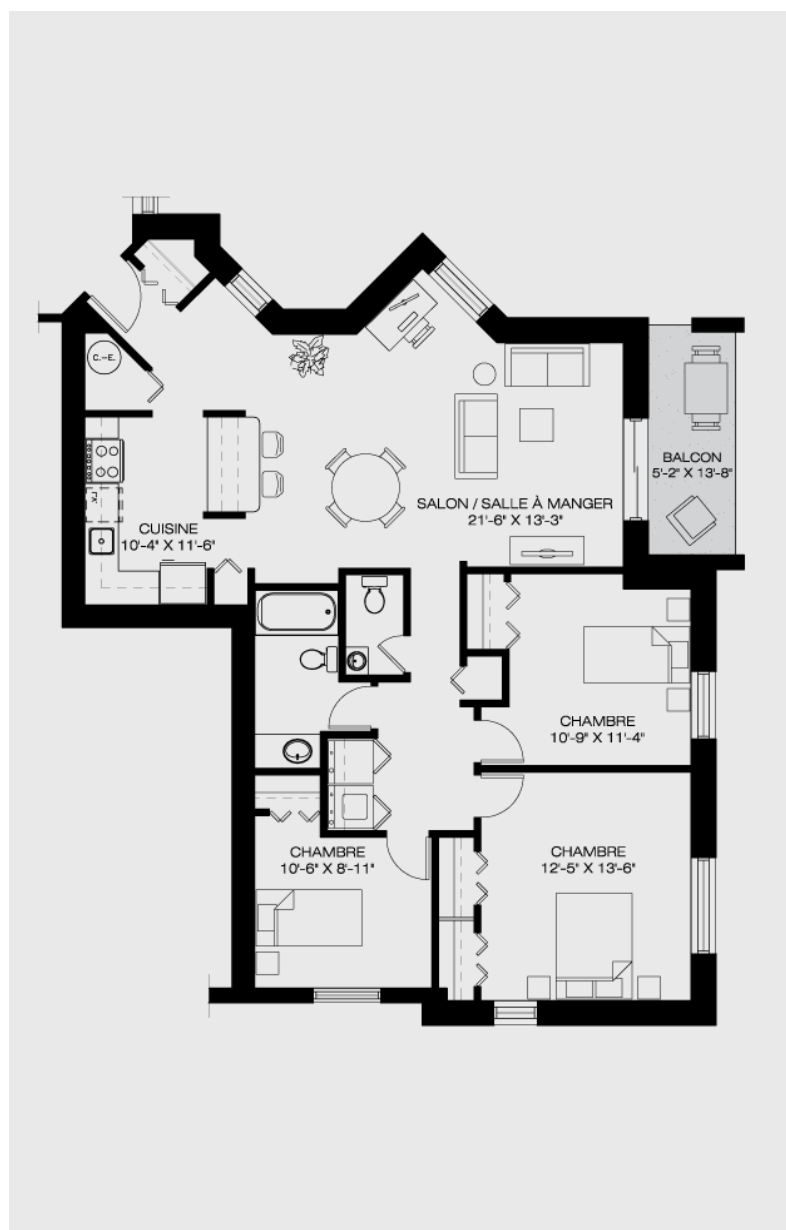 C.-E.
BALCON
5'-2" X 13'-8"
SALON / SALLE À MANGER
21'-6" X 13'-3"
L.V.
CUISINE
10'-4" X 11'-6"
CHAMBRE
10'-9" X 11'-4"
CHAMBRE
10'-6" X 8'-11"
CHAMBRE
12'-5" X 13'-6"